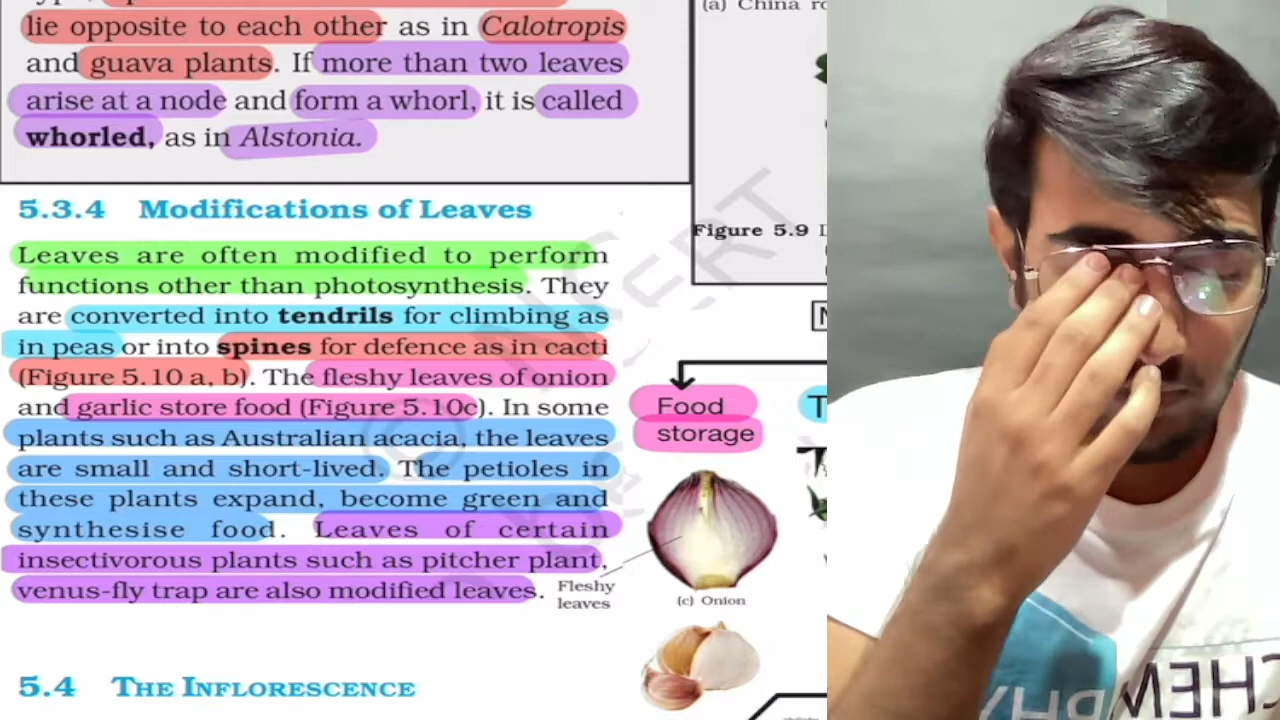 lie opposite to each other as in Calotropis
and guava plants. If more than two leaves
arise at a node and form a whorl, it is called
whorled, as in Alstonia.
(a) China ro
5.3.4 Modifications of Leaves
Leaves are often modified to perform
functions other than photosynthesis. They
are converted into tendrils for climbing as
in peas or into spines for defence as in cacti
(Figure 5.10 a, b). The fleshy leaves of onion
and garlic store food (Figure 5.10c). In some
plants such as Australian acacia, the leaves
are small and short-lived. The petioles in
these plants expand, become green and
synthesise food. Leaves of certain
insectivorous plants such as pitcher plant,
venus-fly trap are also modified leaves.
5.4 THE INFLORESCENCE
Figure 5.9
Food
storage
Fleshy
leaves
(c) Onion